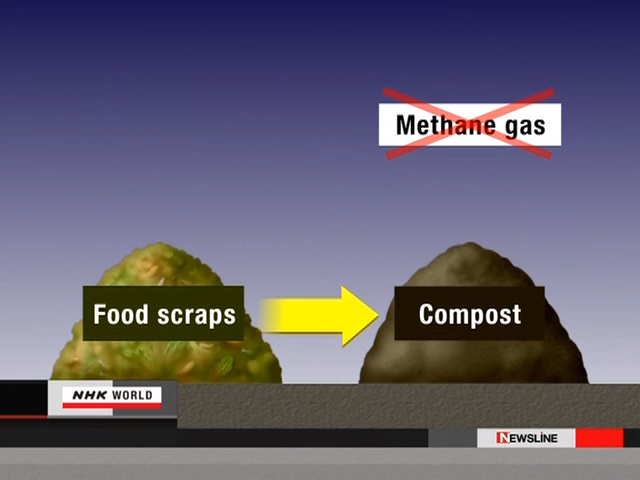 Methane gas
Food scraps
Compost
NHK WORLD
NEWSLINE